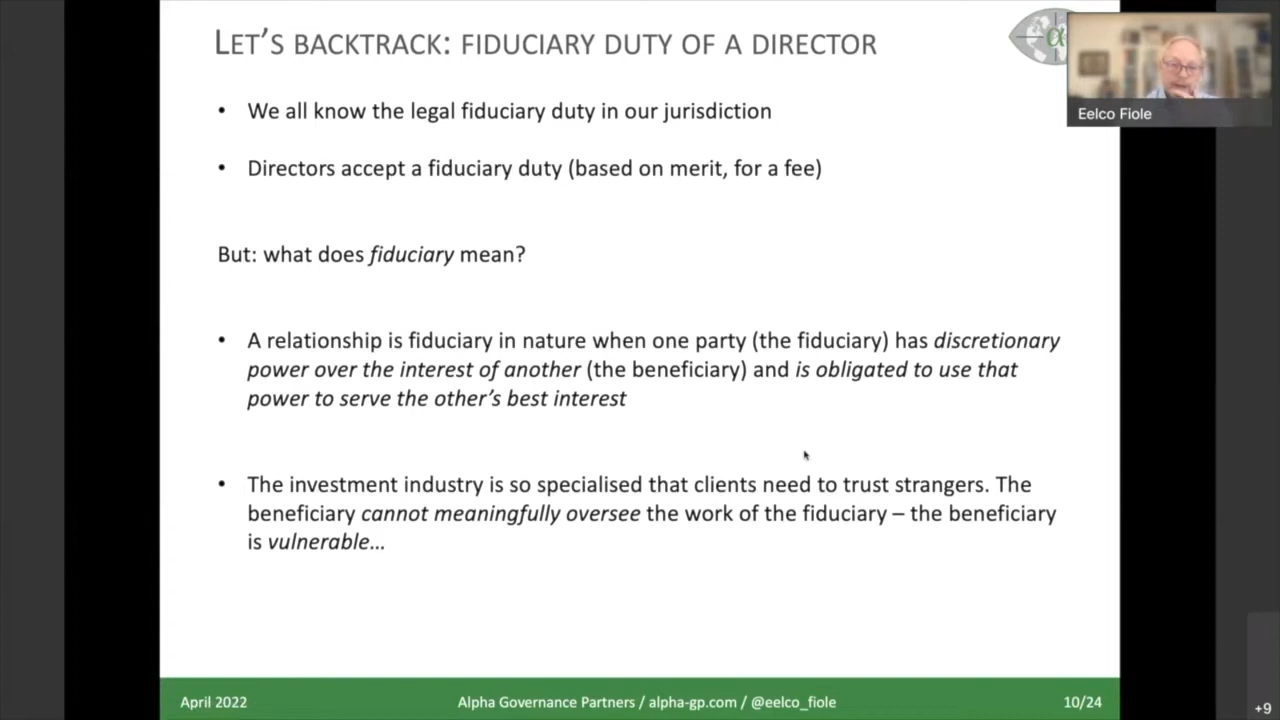 LET'S BACKTRACK: FIDUCIARY DUTY OF A DIRECTOR
α
Eelco Fiole
• We all know the legal fiduciary duty in our jurisdiction
• Directors accept a fiduciary duty (based on merit, for a fee)
But: what does fiduciary mean?
• A relationship is fiduciary in nature when one party (the fiduciary) has discretionary
power over the interest of another (the beneficiary) and is obligated to use that
power to serve the other's best interest
• The investment industry is so specialised that clients need to trust strangers. The
beneficiary cannot meaningfully oversee the work of the fiduciary – the beneficiary
is vulnerable…
April 2022
Alpha Governance Partners / alpha-gp.com / @eelco_fiole
10/24
+9